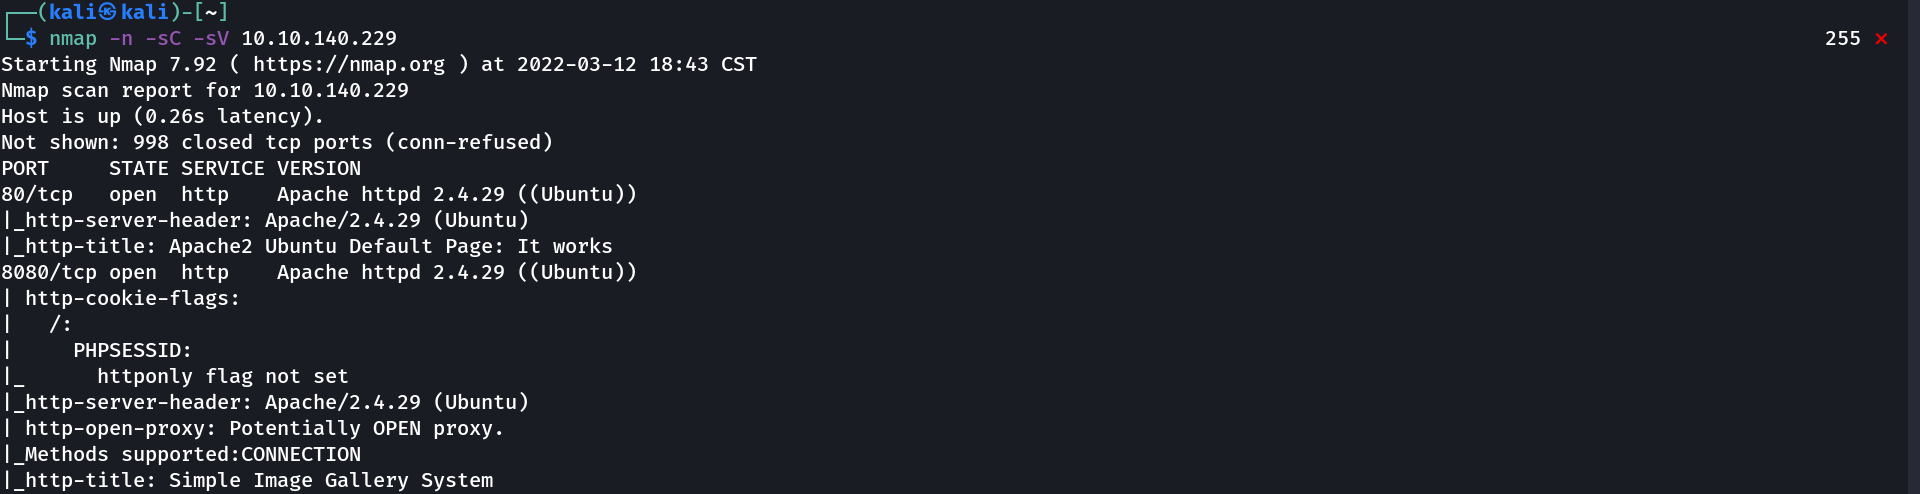 ┌──(kali㉿kali)-[~]
└─$ nmap -n -sC -sV 10.10.140.229 255 ⨯
Starting Nmap 7.92 ( https://nmap.org ) at 2022-03-12 18:43 CST
Nmap scan report for 10.10.140.229
Host is up (0.26s latency).
Not shown: 998 closed tcp ports (conn-refused)
PORT     STATE SERVICE VERSION
80/tcp   open  http    Apache httpd 2.4.29 ((Ubuntu))
|_http-server-header: Apache/2.4.29 (Ubuntu)
|_http-title: Apache2 Ubuntu Default Page: It works
8080/tcp open  http    Apache httpd 2.4.29 ((Ubuntu))
| http-cookie-flags:
|   /:
|     PHPSESSID:
|_      httponly flag not set
|_http-server-header: Apache/2.4.29 (Ubuntu)
| http-open-proxy: Potentially OPEN proxy.
|_Methods supported:CONNECTION
|_http-title: Simple Image Gallery System